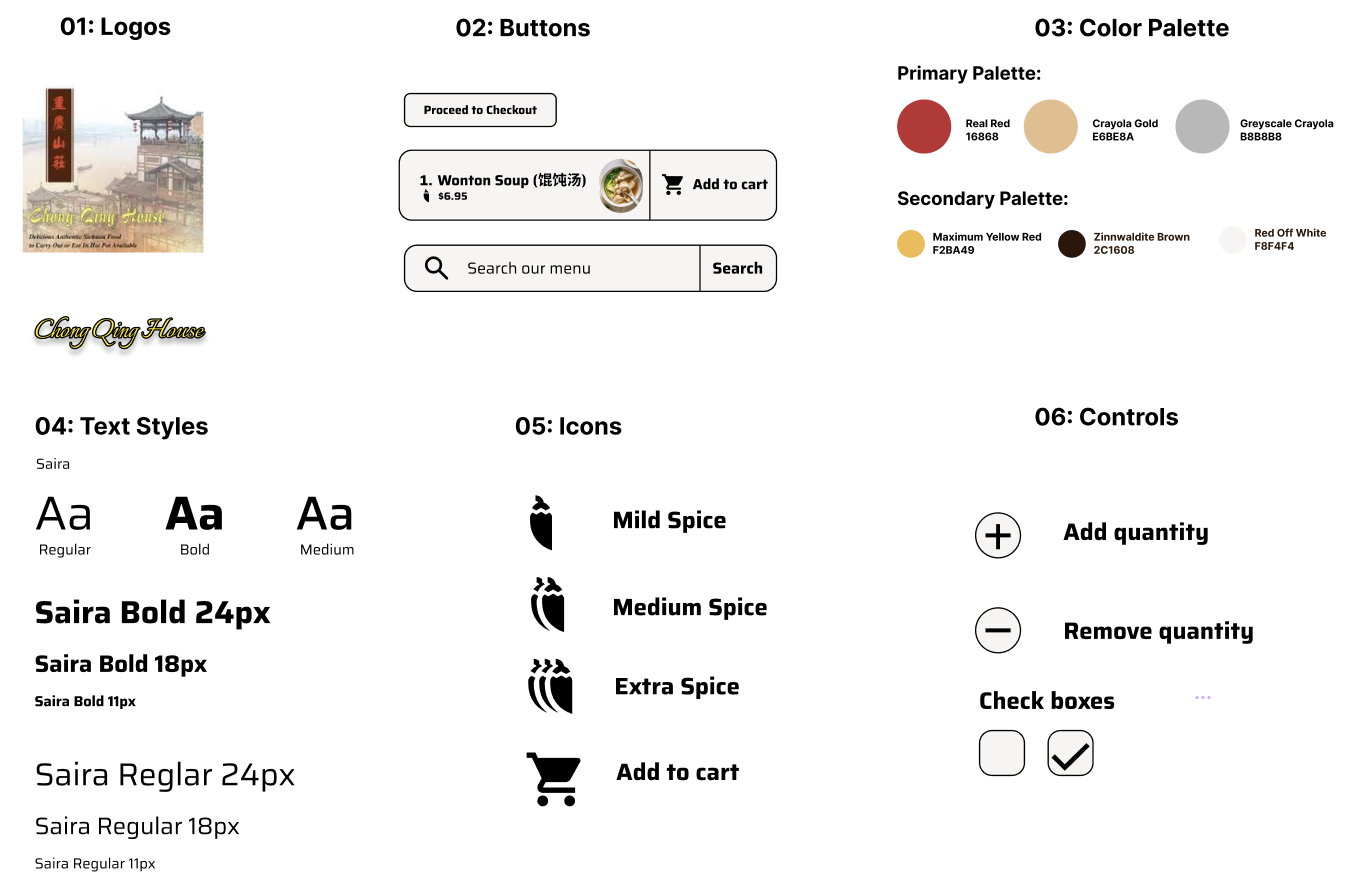 01: Logos
重慶山莊
Chong Qing House
Delicious Authentic Sichuan Food
to Carry Out or Eat In Hot Pot Available
Chong Qing House
02: Buttons
Proceed to Checkout
1. Wonton Soup (馄饨汤)
$6.95
Add to cart
Search our menu
Search
03: Color Palette
Primary Palette:
Real Red
16868
Crayola Gold
E6BE8A
Greyscale Crayola
B8B8B8
Secondary Palette:
Maximum Yellow Red
F2BA49
Zinnwaldite Brown
2C1608
Red Off White
F8F4F4
04: Text Styles
Saira
Aa
Regular
Aa
Bold
Aa
Medium
Saira Bold 24px
Saira Bold 18px
Saira Bold 11px
Saira Reglar 24px
Saira Regular 18px
Saira Regular 11px
05: Icons
Mild Spice
Medium Spice
Extra Spice
Add to cart
06: Controls
Add quantity
Remove quantity
Check boxes